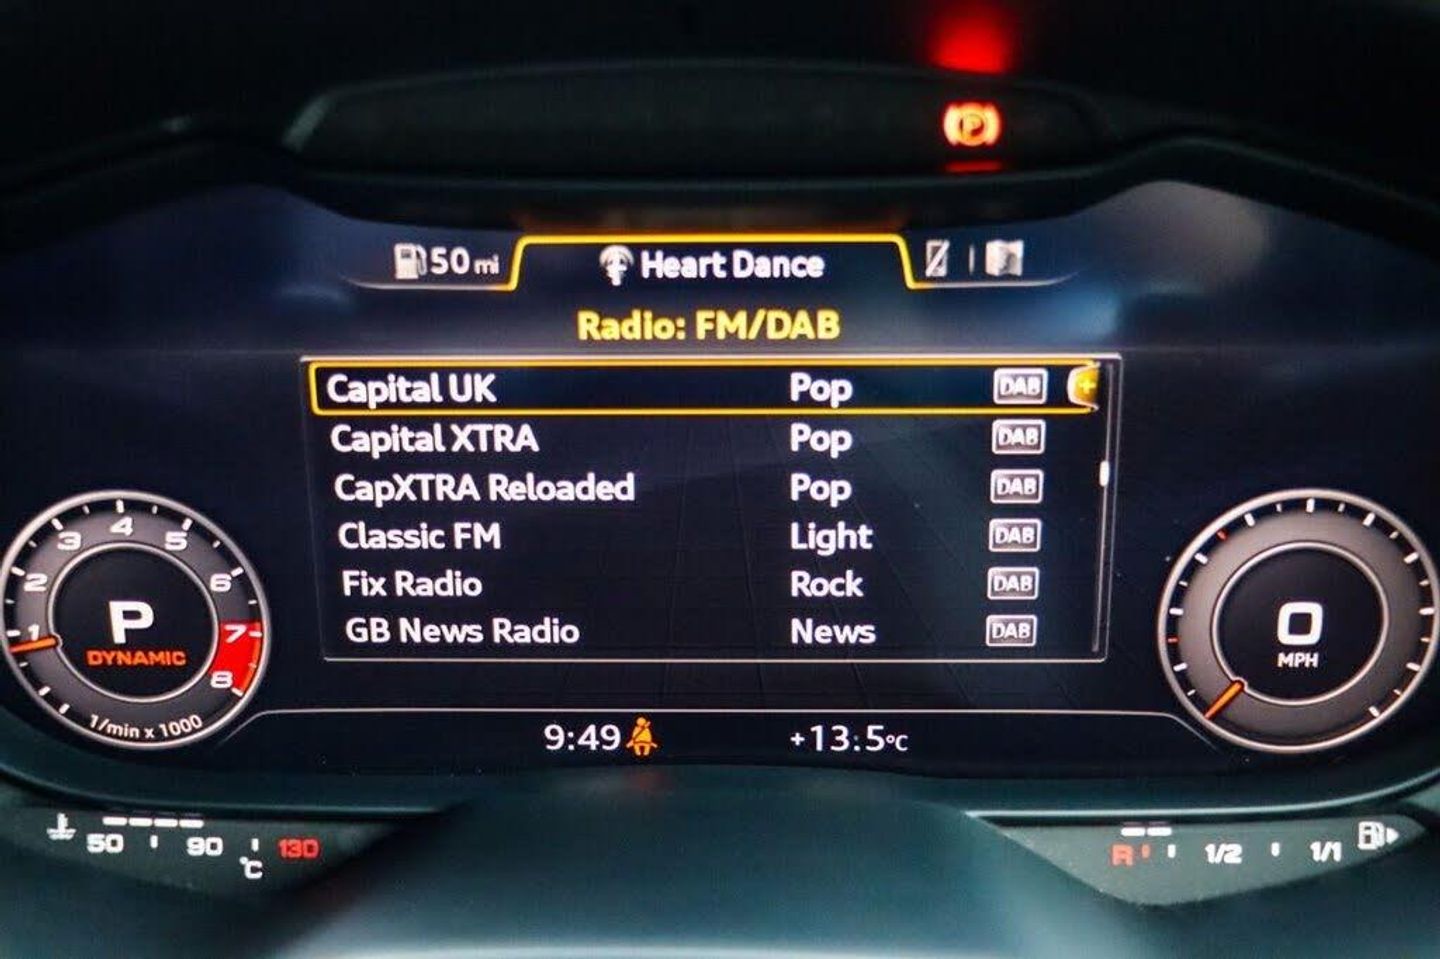 P
50 mi
Heart Dance
Radio: FM/DAB
Capital UK Pop DAB +
Capital XTRA Pop DAB
CapXTRA Reloaded Pop DAB
Classic FM Light DAB
Fix Radio Rock DAB
GB News Radio News DAB
1 2 3 4 5 6 7 8
P
DYNAMIC
1/min x 1000
0
MPH
9:49
+13.5°C
50 90 130
°C
R 1/2 1/1